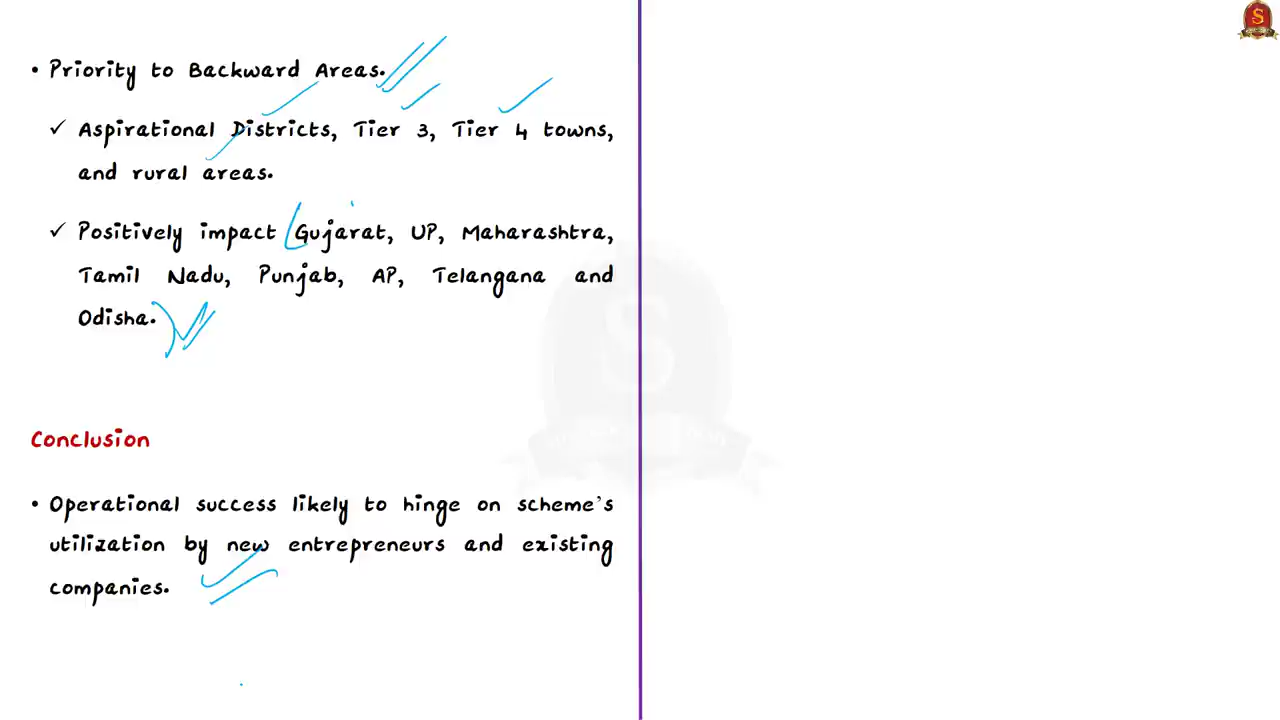 • Priority to Backward Areas.
✓ Aspirational Districts, Tier 3, Tier 4 towns,
and rural areas.
✓ Positively impact Gujarat, UP, Maharashtra,
Tamil Nadu, Punjab, AP, Telangana and
Odisha.
Conclusion
• Operational success likely to hinge on scheme's
utilization by new entrepreneurs and existing
companies.